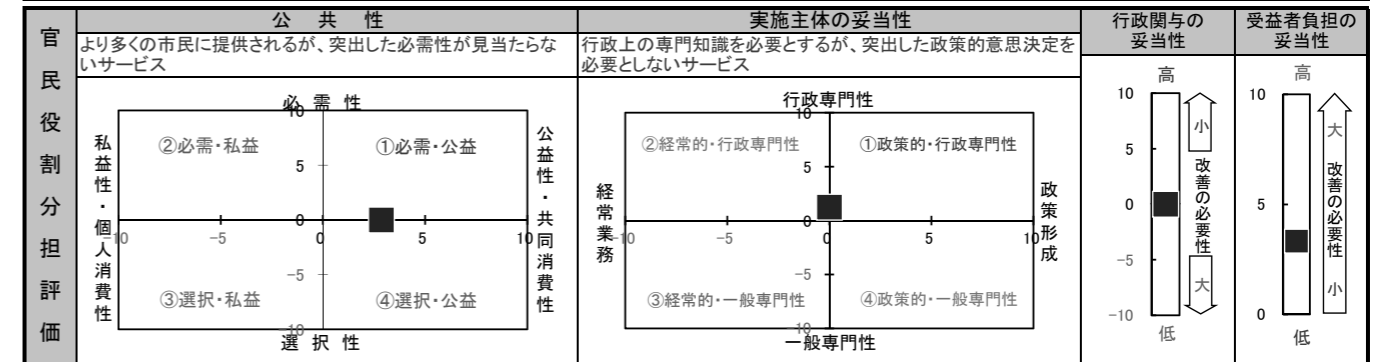 官民役割分担評価
公共性
より多くの市民に提供されるが、突出した必需性が見当たらな
いサービス
必需性
10
②必需・私益
①必需・公益
5
私益性・個人消費性
公益性・共同消費性
0
-10
-5
0
5
10
-5
③選択・私益
④選択・公益
-10
選択性
実施主体の妥当性
行政上の専門知識を必要とするが、突出した政策的意思決定を
必要としないサービス
行政専門性
10
②経常的・行政専門性
①政策的・行政専門性
5
経常業務
政策形成
0
-10
-5
0
5
10
-5
③経常的・一般専門性
④政策的・一般専門性
-10
一般専門性
行政関与の
妥当性
高
10
5
0
-5
-10
低
小
改善の必要性
大
受益者負担の
妥当性
高
10
5
0
低
大
改善の必要性
小